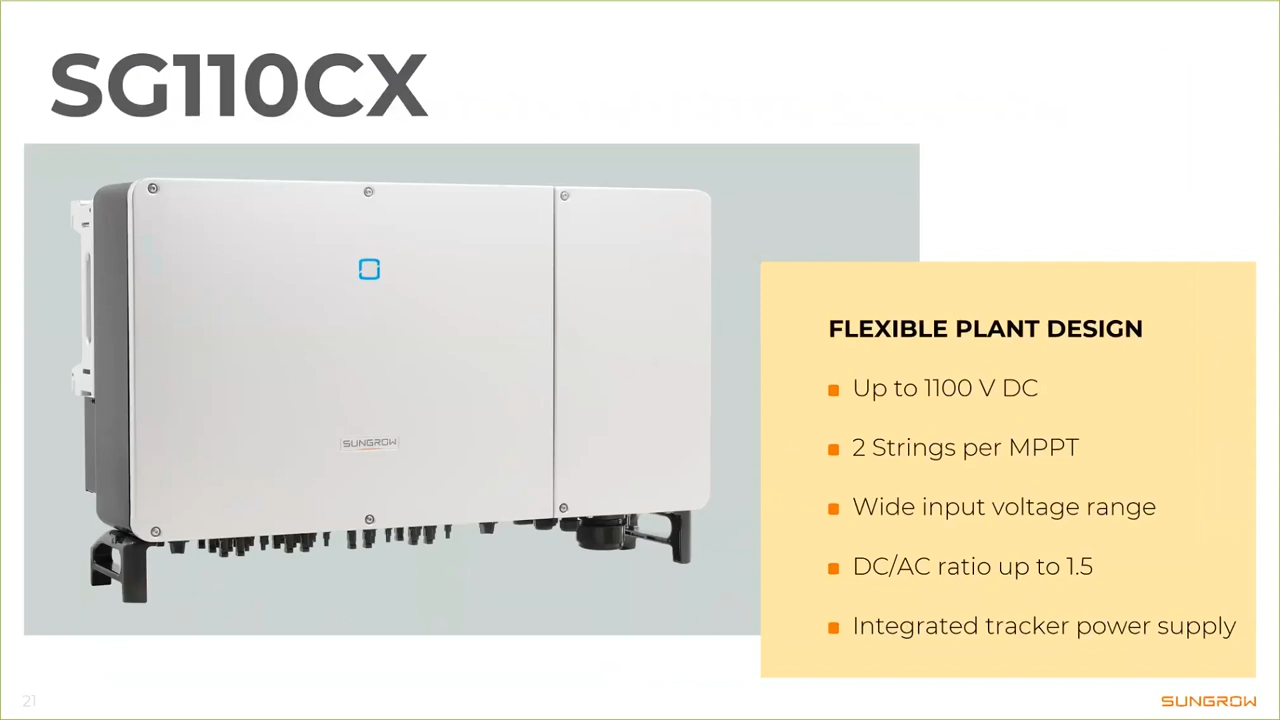 SG110CX
SUNGROW
FLEXIBLE PLANT DESIGN
Up to 1100 V DC
2 Strings per MPPT
Wide input voltage range
DC/AC ratio up to 1.5
Integrated tracker power supply
21
SUNGROW